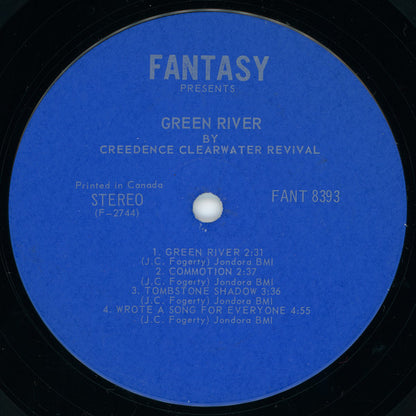 FANTASY
PRESENTS
GREEN RIVER
BY
CREEDENCE CLEARWATER REVIVAL
Printed in Canada
STEREO
(F-2744)
FANT 8393
1. GREEN RIVER 2:31
(J.C. Fogerty) Jondora BMI
2. COMMOTION 2:37
(J.C. Fogerty) Jondora BMI
3. TOMBSTONE SHADOW 3:36
(J.C. Fogerty) Jondora BMI
4. WROTE A SONG FOR EVERYONE 4:55
(J.C. Fogerty) Jondora BMI